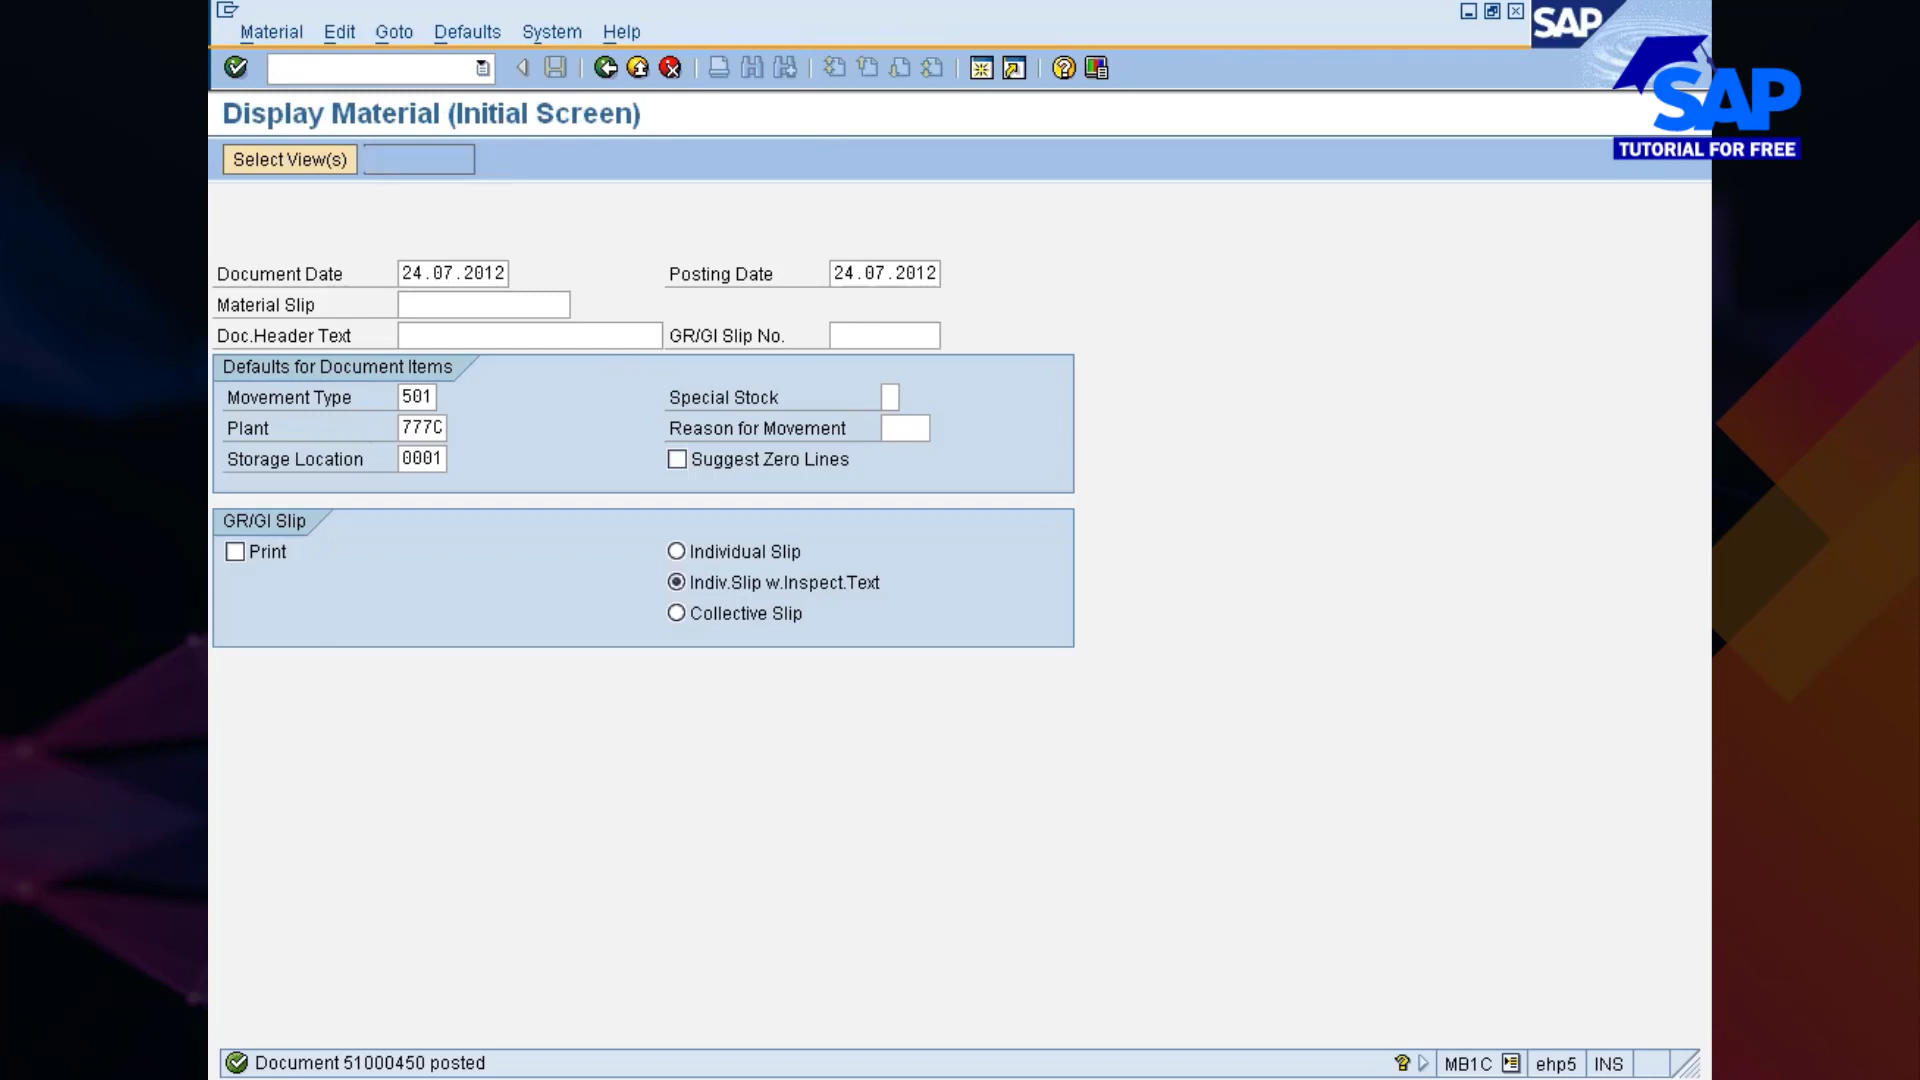 Material Edit Goto Defaults System Help
SAP
SAP
TUTORIAL FOR FREE
Display Material (Initial Screen)
Select View(s)
Document Date 24.07.2012 Posting Date 24.07.2012
Material Slip
Doc.Header Text GR/GI Slip No.
Defaults for Document Items
Movement Type 501 Special Stock
Plant 777C Reason for Movement
Storage Location 0001 Suggest Zero Lines
GR/GI Slip
Print Individual Slip
Indiv.Slip w.Inspect.Text
Collective Slip
Document 51000450 posted MB1C ehp5 INS